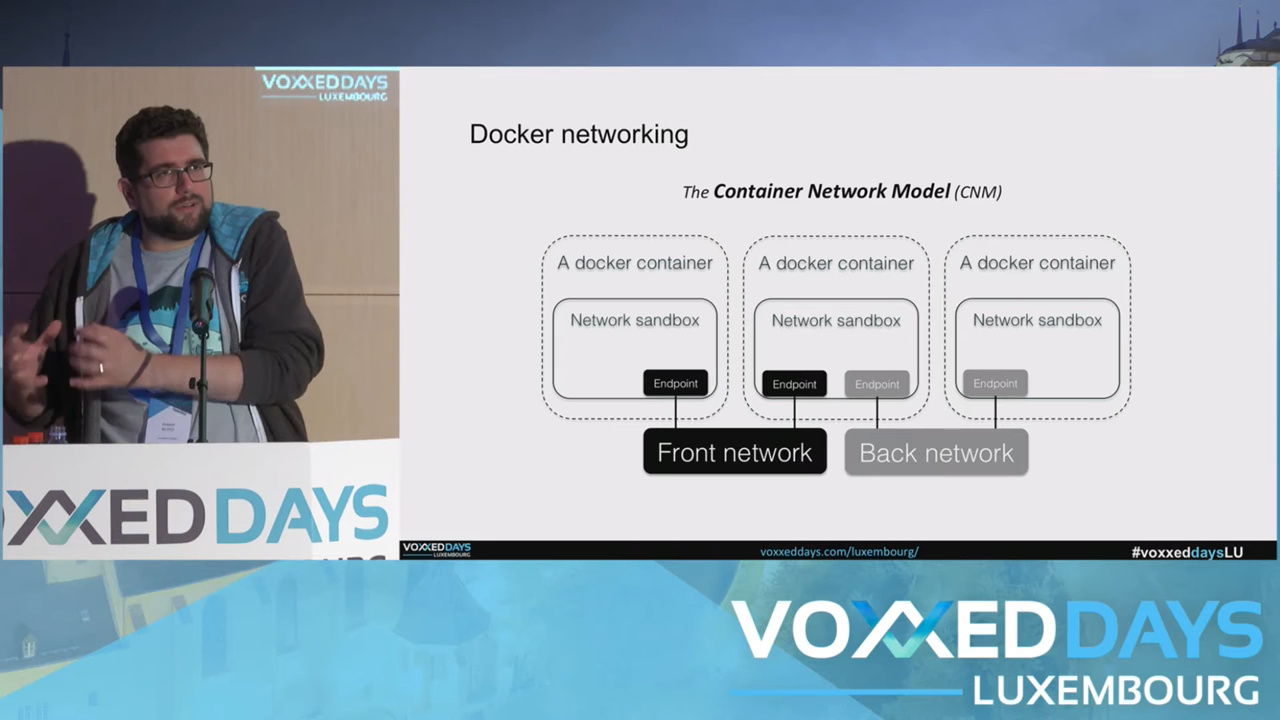 VOXXEDDAYS
LUXEMBOURG
Docker networking
The Container Network Model (CNM)
A docker container
A docker container
A docker container
Network sandbox
Network sandbox
Network sandbox
Endpoint
Endpoint
Endpoint
Endpoint
Front network
Back network
VOXXEDDAYS
VOXXEDDAYS
LUXEMBOURG
voxxeddays.com/luxembourg/
#voxxeddaysLU
VOXXEDDAYS
LUXEMBOURG